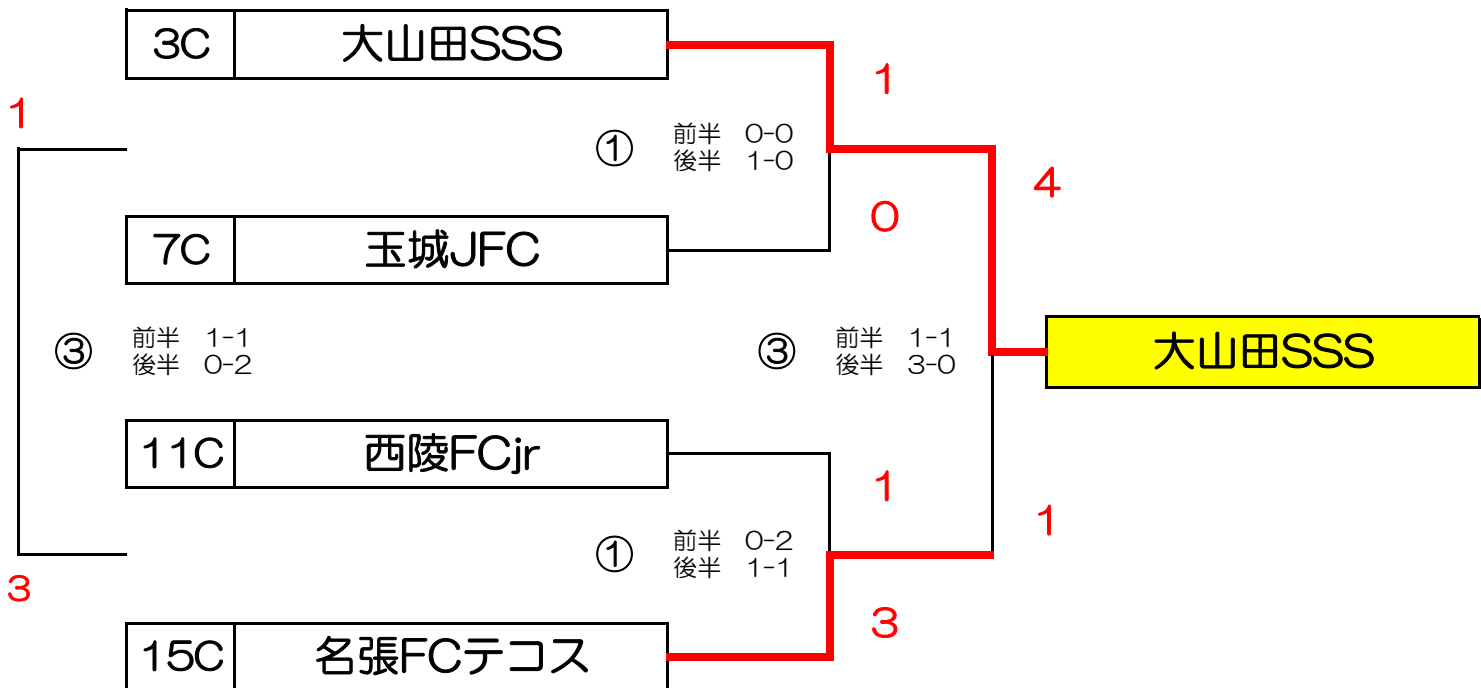 3C 大山田SSS
1
1
① 前半 0-0
後半 1-0
4
0
7C 玉城JFC
③ 前半 1-1
後半 0-2
③ 前半 1-1
後半 3-0
大山田SSS
11C 西陵FCjr
1
1
① 前半 0-2
後半 1-1
3
3
15C 名張FCテコス